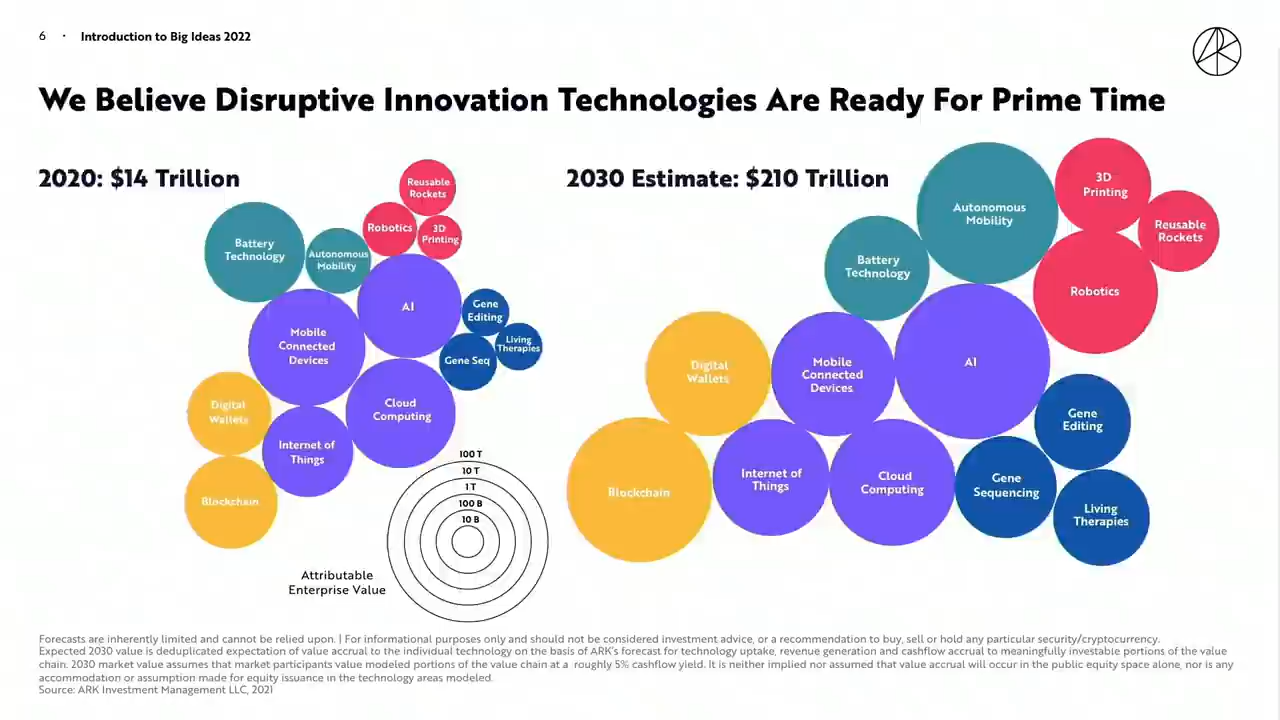 6 · Introduction to Big Ideas 2022
We Believe Disruptive Innovation Technologies Are Ready For Prime Time
2020: $14 Trillion
Reusable
Rockets
Robotics
3D
Printing
Battery
Technology
Autonomous
Mobility
AI
Gene
Editing
Living
Therapies
Gene Seq
Mobile
Connected
Devices
Digital
Wallets
Cloud
Computing
Internet of
Things
Blockchain
100 T
10 T
1 T
100 B
10 B
Attributable
Enterprise Value
2030 Estimate: $210 Trillion
Autonomous
Mobility
3D
Printing
Reusable
Rockets
Battery
Technology
Robotics
Digital
Wallets
Mobile
Connected
Devices
AI
Gene
Editing
Blockchain
Internet of
Things
Cloud
Computing
Gene
Sequencing
Living
Therapies
Forecasts are inherently limited and cannot be relied upon. | For informational purposes only and should not be considered investment advice, or a recommendation to buy, sell or hold any particular security/cryptocurrency.
Expected 2030 value is deduplicated expectation of value accrual to the individual technology on the basis of ARK's forecast for technology uptake, revenue generation and cashflow accrual to meaningfully investable portions of the value
chain. 2030 market value assumes that market participants value modeled portions of the value chain at a roughly 5% cashflow yield. It is neither implied nor assumed that value accrual will occur in the public equity space alone, nor is any
accommodation or assumption made for equity issuance in the technology areas modeled.
Source: ARK Investment Management LLC, 2021